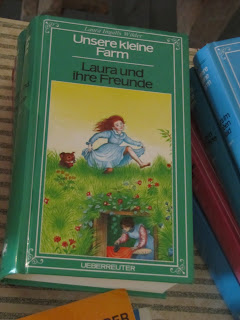 Laura Ingalls Wilder
Unsere kleine
Farm
Laura und
ihre Freunde
UEBERREUTER